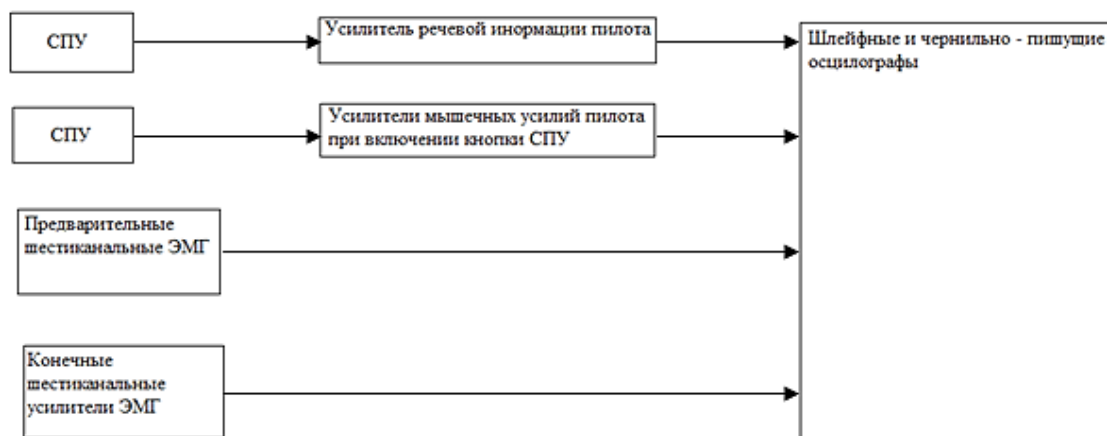 СПУ
Усилитель речевой инормации пилота
Шлейфные и чернильно - пишущие
осцилографы
СПУ
Усилители мышечных усилий пилота
при включении кнопки СПУ
Предварительные
шестиканальные ЭМГ
Конечные
шестиканальные
усилители ЭМГ